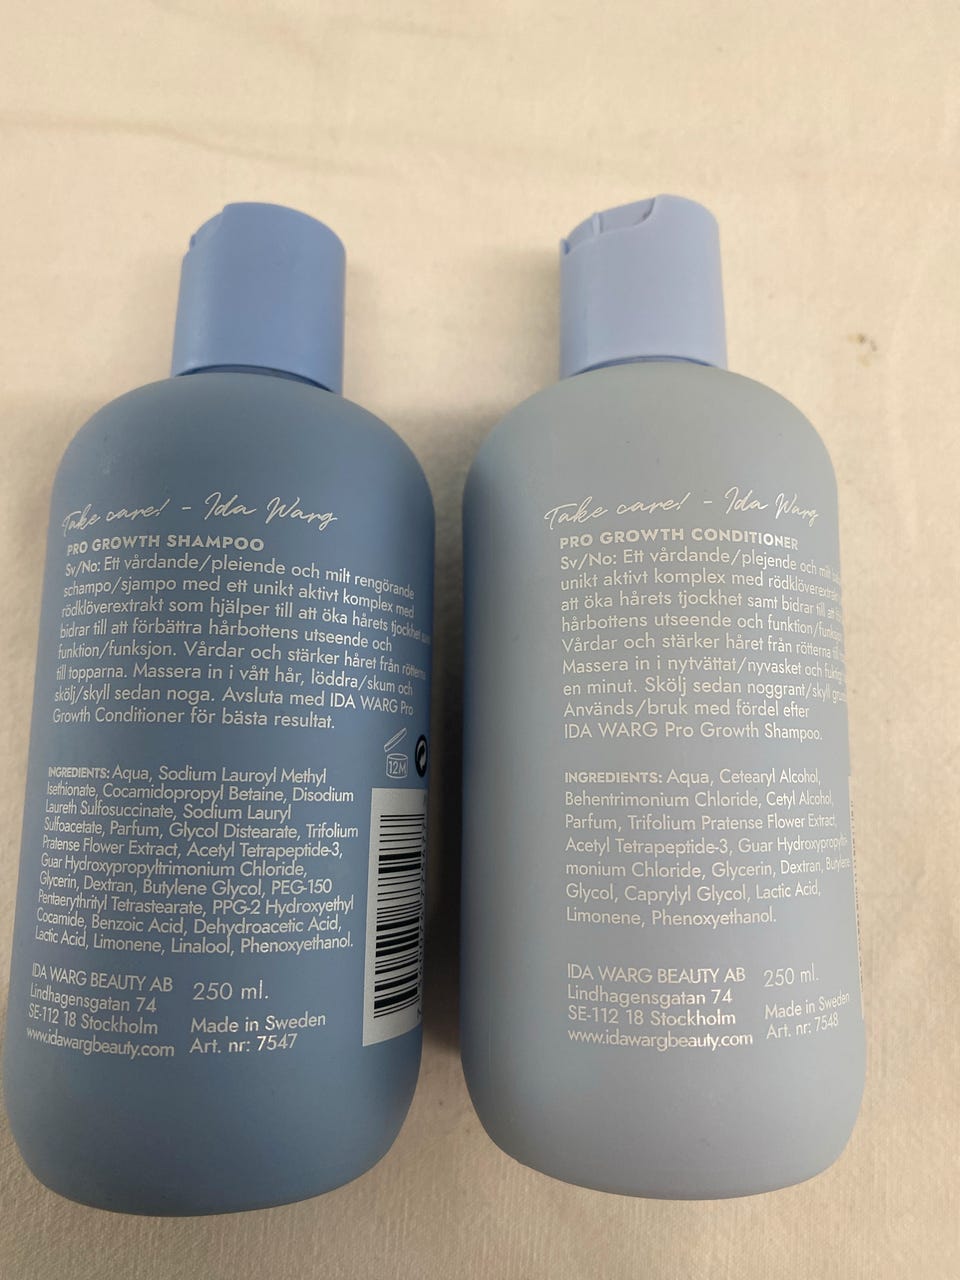 Take care! - Ida Warg
PRO GROWTH SHAMPOO
Sv/No: Ett vårdande/pleiende och milt rengörande
schampo/sjampo med ett unikt aktivt komplex med
rödklöverextrakt som hjälper till att öka hårets tjockhet
bidrar till att förbättra hårbottens utseende och
funktion/funksjon. Vårdar och stärker håret från rötterna
till topparna. Massera in i vått hår, löddra/skum och
skölj/skyll sedan noga. Avsluta med IDA WARG Pro
Growth Conditioner för bästa resultat.
12M
INGREDIENTS: Aqua, Sodium Lauroyl Methyl
Isethionate, Cocamidopropyl Betaine, Disodium
Laureth Sulfosuccinate, Sodium Lauryl
Sulfoacetate, Parfum, Glycol Distearate, Trifolium
Pratense Flower Extract, Acetyl Tetrapeptide-3,
Guar Hydroxypropyltrimonium Chloride,
Glycerin, Dextran, Butylene Glycol, PEG-150
Pentaerythrityl Tetrastearate, PPG-2 Hydroxyethyl
Cocamide, Benzoic Acid, Dehydroacetic Acid,
Lactic Acid, Limonene, Linalool, Phenoxyethanol.
IDA WARG BEAUTY AB
Lindhagensgatan 74
SE-112 18 Stockholm
www.idawargbeauty.com
250 ml.
Made in Sweden
Art. nr: 7547
Take care! - Ida Warg
PRO GROWTH CONDITIONER
Sv/No: Ett vårdande/plejende och milt
unikt aktivt komplex med rödklöverextrakt
att öka hårets tjockhet samt bidrar till att
hårbottens utseende och funktion/funksjon.
Vårdar och stärker håret från rötterna till
Massera in i nytvättat/nyvasket och fuktigt
en minut. Skölj sedan noggrant/skyll
Används/bruk med fördel efter
IDA WARG Pro Growth Shampoo.
INGREDIENTS: Aqua, Cetearyl Alcohol,
Behentrimonium Chloride, Cetyl Alcohol,
Parfum, Trifolium Pratense Flower Extract,
Acetyl Tetrapeptide-3, Guar Hydroxypropyltri-
monium Chloride, Glycerin, Dextran, Butylene
Glycol, Caprylyl Glycol, Lactic Acid,
Limonene, Phenoxyethanol.
IDA WARG BEAUTY AB
Lindhagensgatan 74
SE-112 18 Stockholm
www.idawargbeauty.com
250 ml.
Made in Sweden
Art. nr: 7548